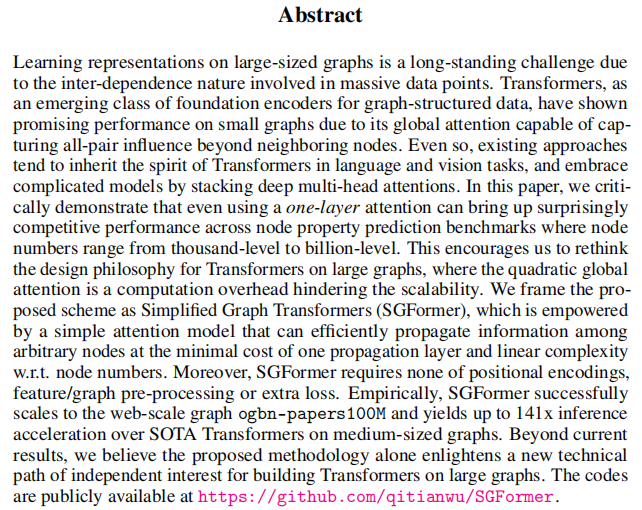 Abstract
Learning representations on large-sized graphs is a long-standing challenge due
to the inter-dependence nature involved in massive data points. Transformers, as
an emerging class of foundation encoders for graph-structured data, have shown
promising performance on small graphs due to its global attention capable of cap-
turing all-pair influence beyond neighboring nodes. Even so, existing approaches
tend to inherit the spirit of Transformers in language and vision tasks, and embrace
complicated models by stacking deep multi-head attentions. In this paper, we criti-
cally demonstrate that even using a one-layer attention can bring up surprisingly
competitive performance across node property prediction benchmarks where node
numbers range from thousand-level to billion-level. This encourages us to rethink
the design philosophy for Transformers on large graphs, where the quadratic global
attention is a computation overhead hindering the scalability. We frame the pro-
posed scheme as Simplified Graph Transformers (SGFormer), which is empowered
by a simple attention model that can efficiently propagate information among
arbitrary nodes at the minimal cost of one propagation layer and linear complexity
w.r.t. node numbers. Moreover, SGFormer requires none of positional encodings,
feature/graph pre-processing or extra loss. Empirically, SGFormer successfully
scales to the web-scale graph ogbn-papers100M and yields up to 141x inference
acceleration over SOTA Transformers on medium-sized graphs. Beyond current
results, we believe the proposed methodology alone enlightens a new technical
path of independent interest for building Transformers on large graphs. The codes
are publicly available at https://github.com/qitianwu/SGFormer.